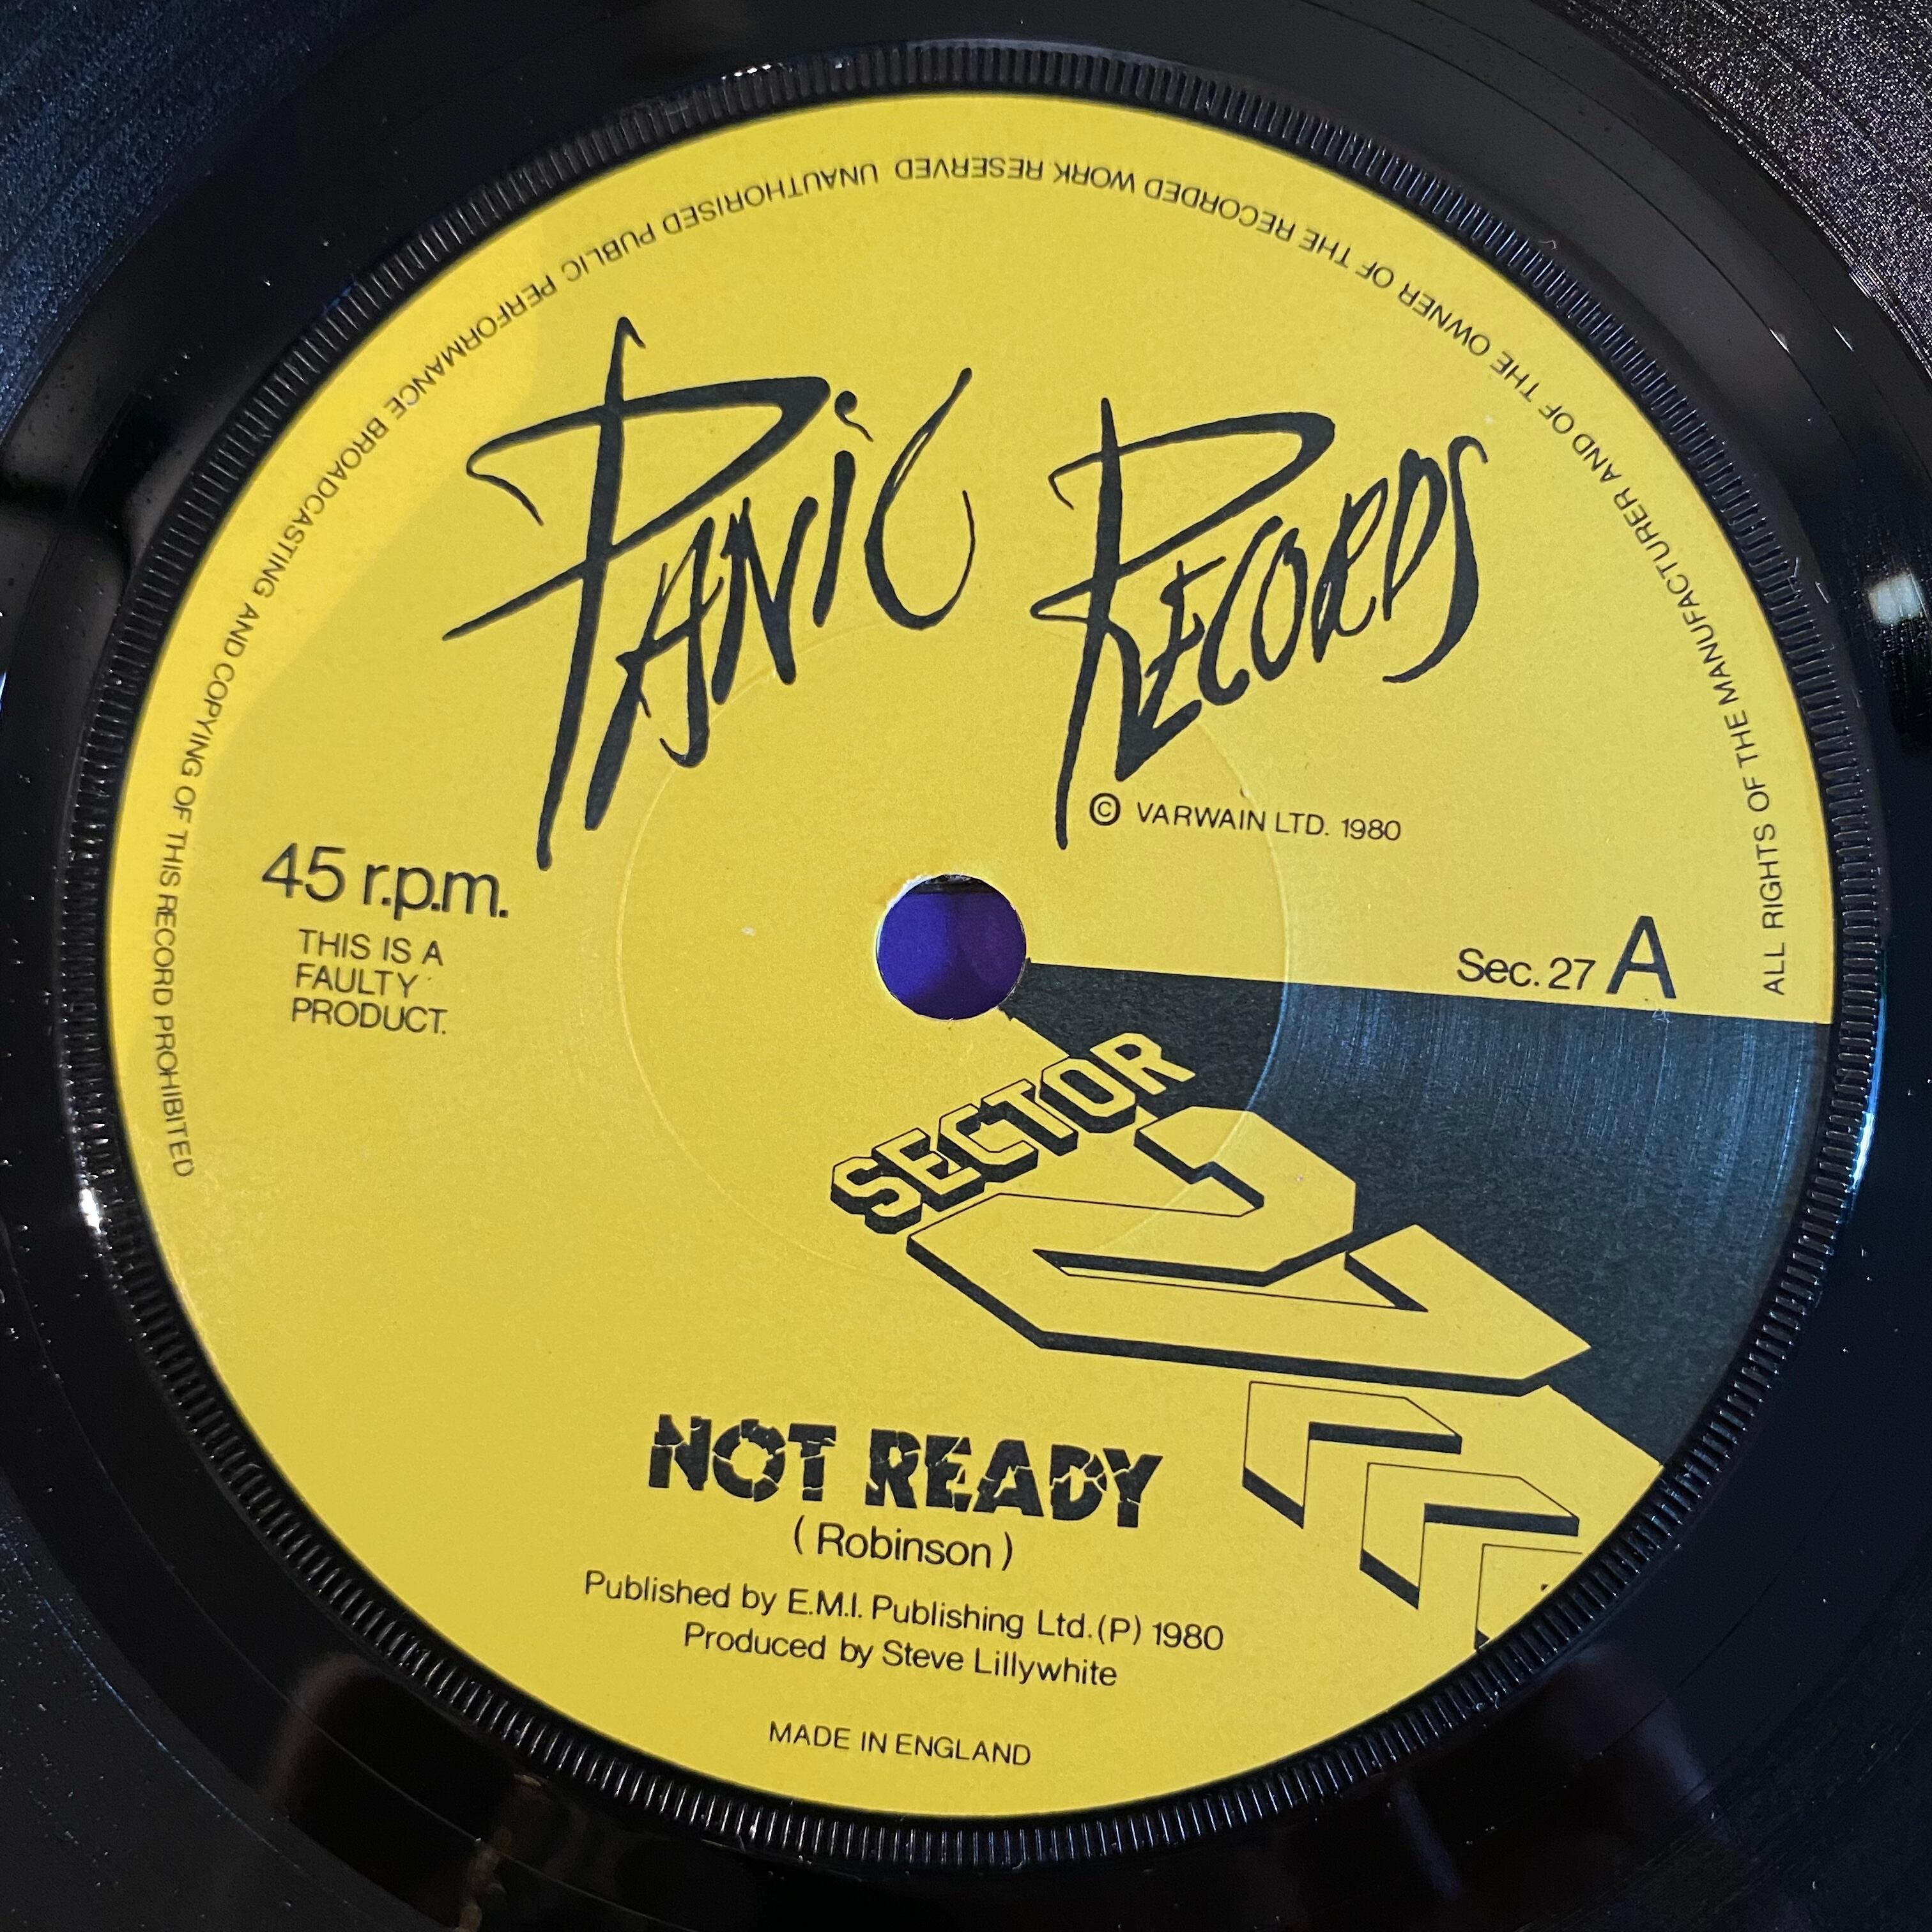 ALL RIGHTS OF THE MANUFACTURER AND OF THE OWNER OF THE RECORDED WORK RESERVED UNAUTHORISED PUBLIC PERFORMANCE BROADCASTING AND COPYING OF THIS RECORD PROHIBITED
PANIC RECORDS
© VARWAIN LTD. 1980
45 r.p.m.
THIS IS A
FAULTY
PRODUCT.
Sec. 27 A
SECTOR
27
NOT READY
( Robinson )
Published by E.M.I. Publishing Ltd. (P) 1980
Produced by Steve Lillywhite
MADE IN ENGLAND